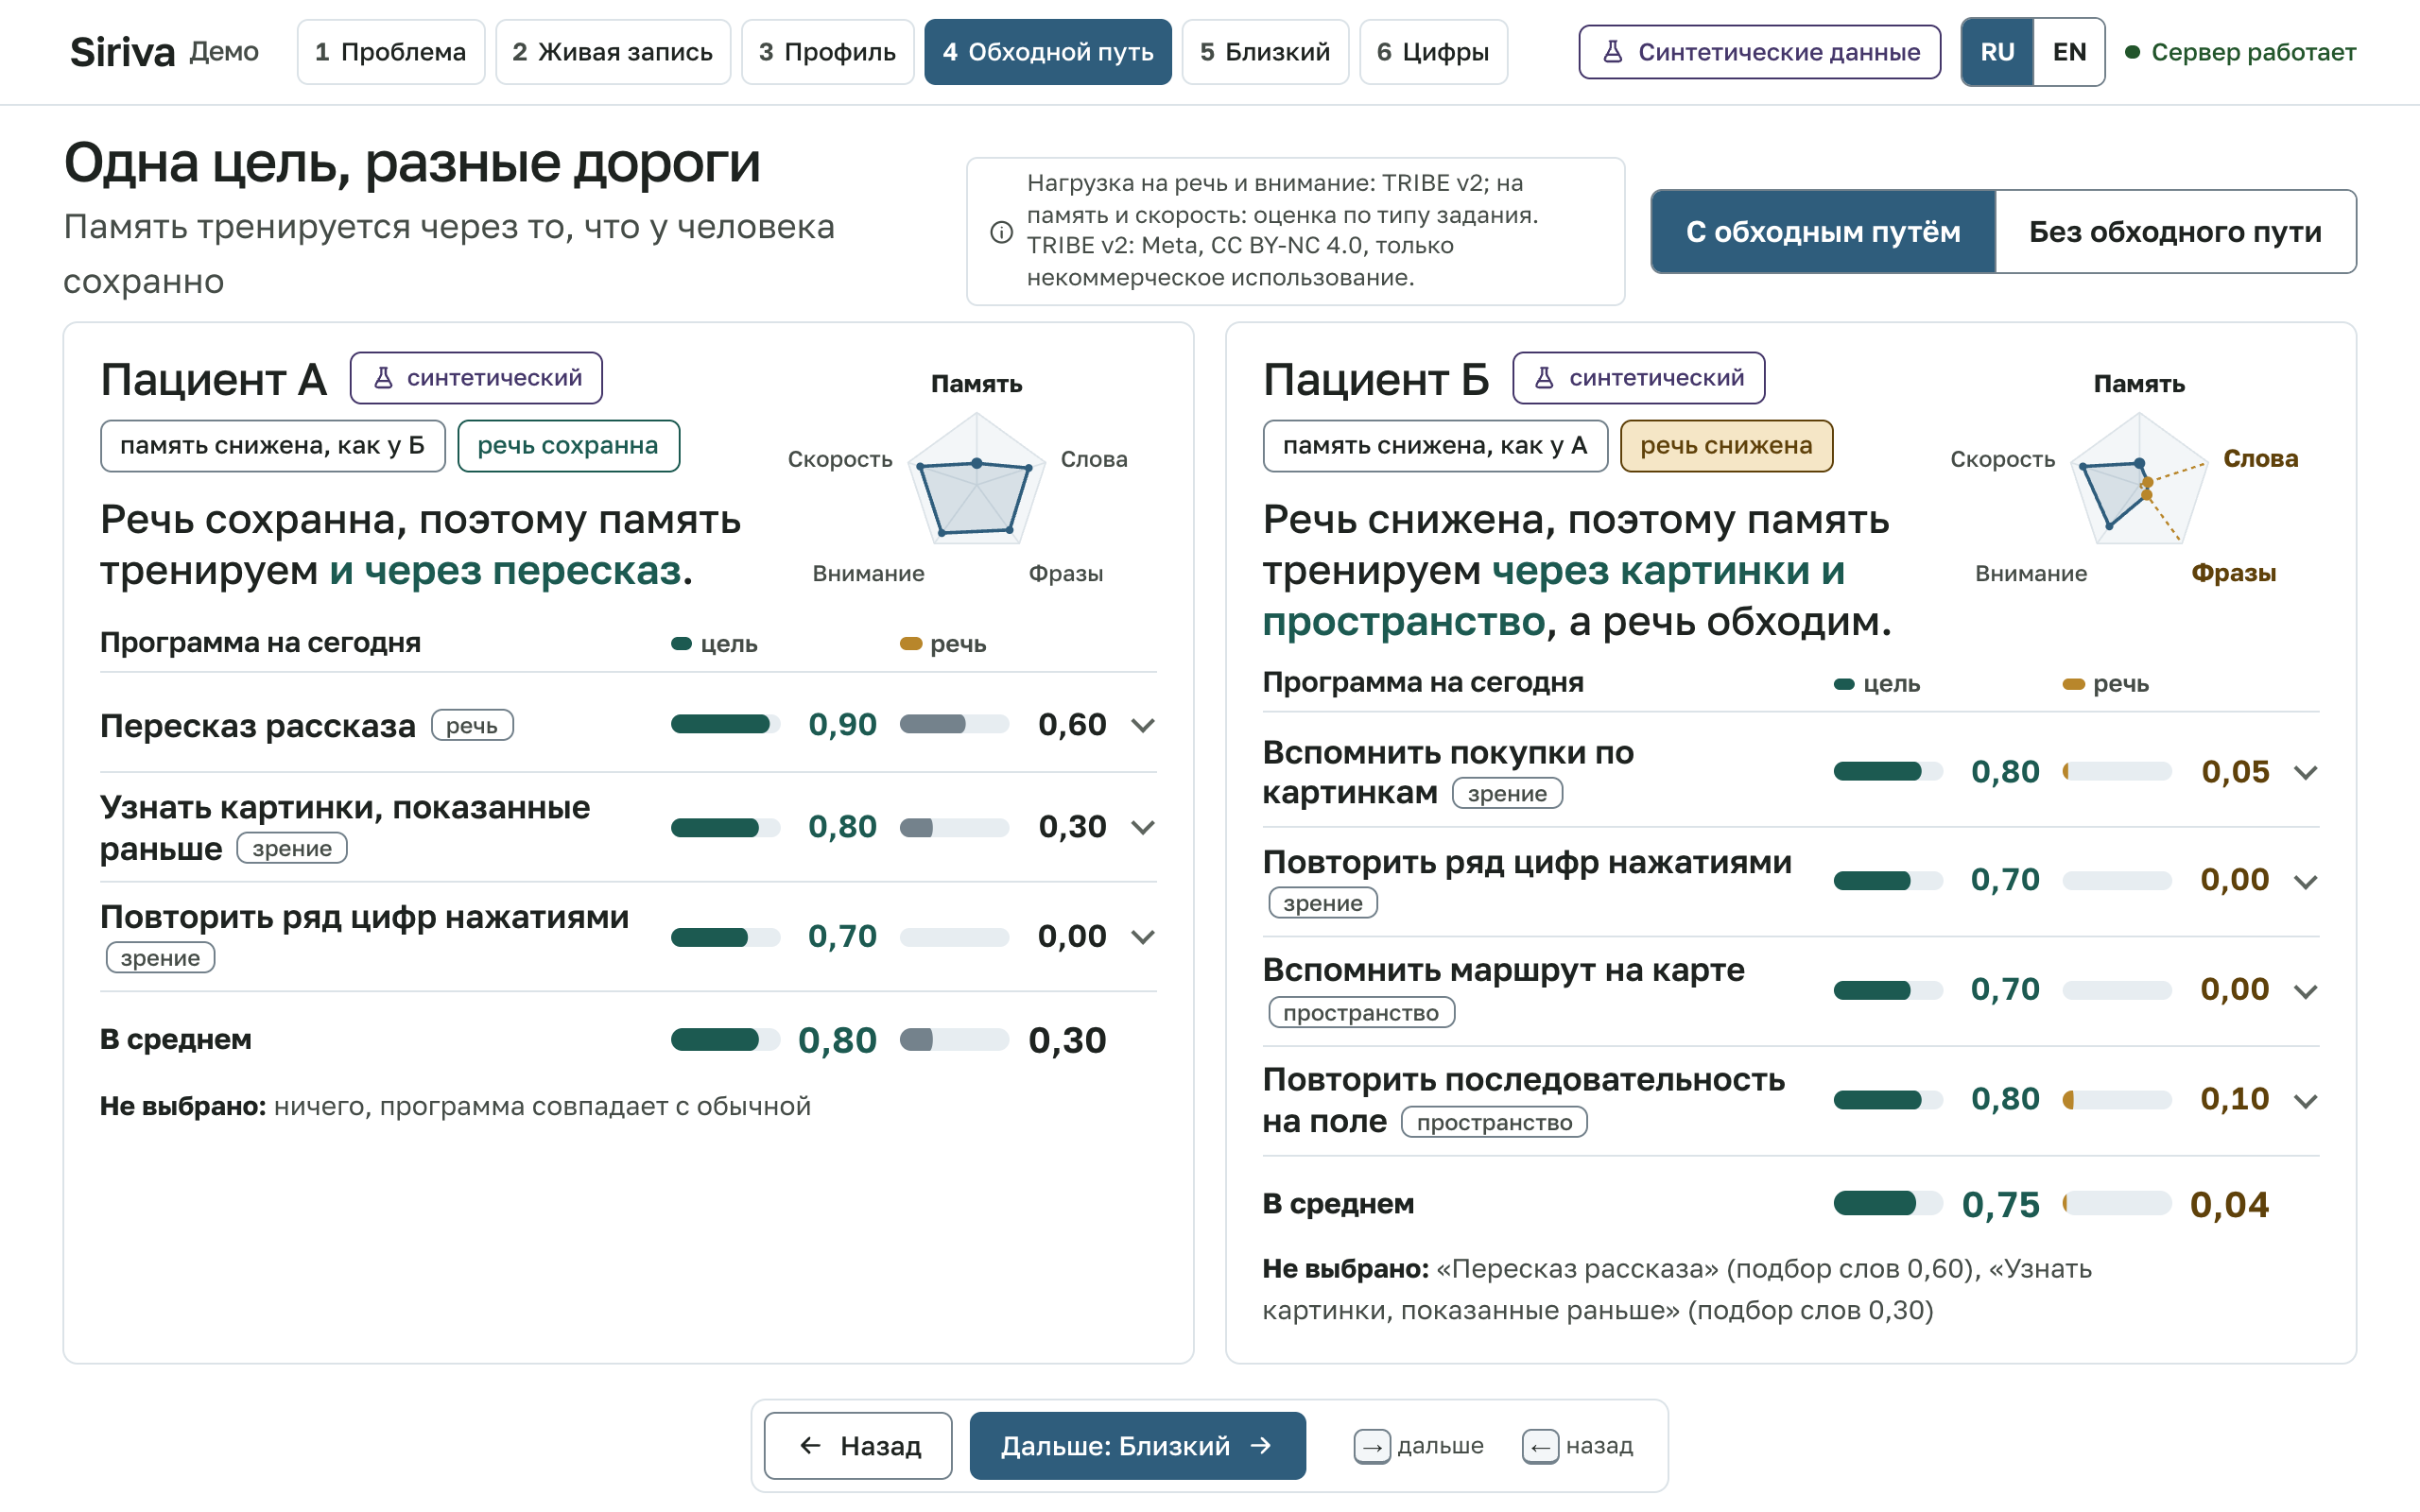 Siriva Демо
1 Проблема
2 Живая запись
3 Профиль
4 Обходной путь
5 Близкий
6 Цифры
Синтетические данные
RU EN
Сервер работает
Одна цель, разные дороги
Память тренируется через то, что у человека
сохранно
Нагрузка на речь и внимание: TRIBE v2; на
память и скорость: оценка по типу задания.
TRIBE v2: Meta, CC BY-NC 4.0, только
некоммерческое использование.
С обходным путём
Без обходного пути
Пациент А
синтетический
память снижена, как у Б
речь сохранна
Память
Скорость
Слова
Внимание
Фразы
Речь сохранна, поэтому память
тренируем и через пересказ.
Программа на сегодня
цель
речь
Пересказ рассказа речь 0,90 0,60
Узнать картинки, показанные
раньше зрение 0,80 0,30
Повторить ряд цифр нажатиями
зрение 0,70 0,00
В среднем 0,80 0,30
Не выбрано: ничего, программа совпадает с обычной
Пациент Б
синтетический
память снижена, как у А
речь снижена
Память
Скорость
Слова
Внимание
Фразы
Речь снижена, поэтому память
тренируем через картинки и
пространство, а речь обходим.
Программа на сегодня
цель
речь
Вспомнить покупки по
картинкам зрение 0,80 0,05
Повторить ряд цифр нажатиями
зрение 0,70 0,00
Вспомнить маршрут на карте
пространство 0,70 0,00
Повторить последовательность
на поле пространство 0,80 0,10
В среднем 0,75 0,04
Не выбрано: «Пересказ рассказа» (подбор слов 0,60), «Узнать
картинки, показанные раньше» (подбор слов 0,30)
← Назад
Дальше: Близкий →
→ дальше
← назад